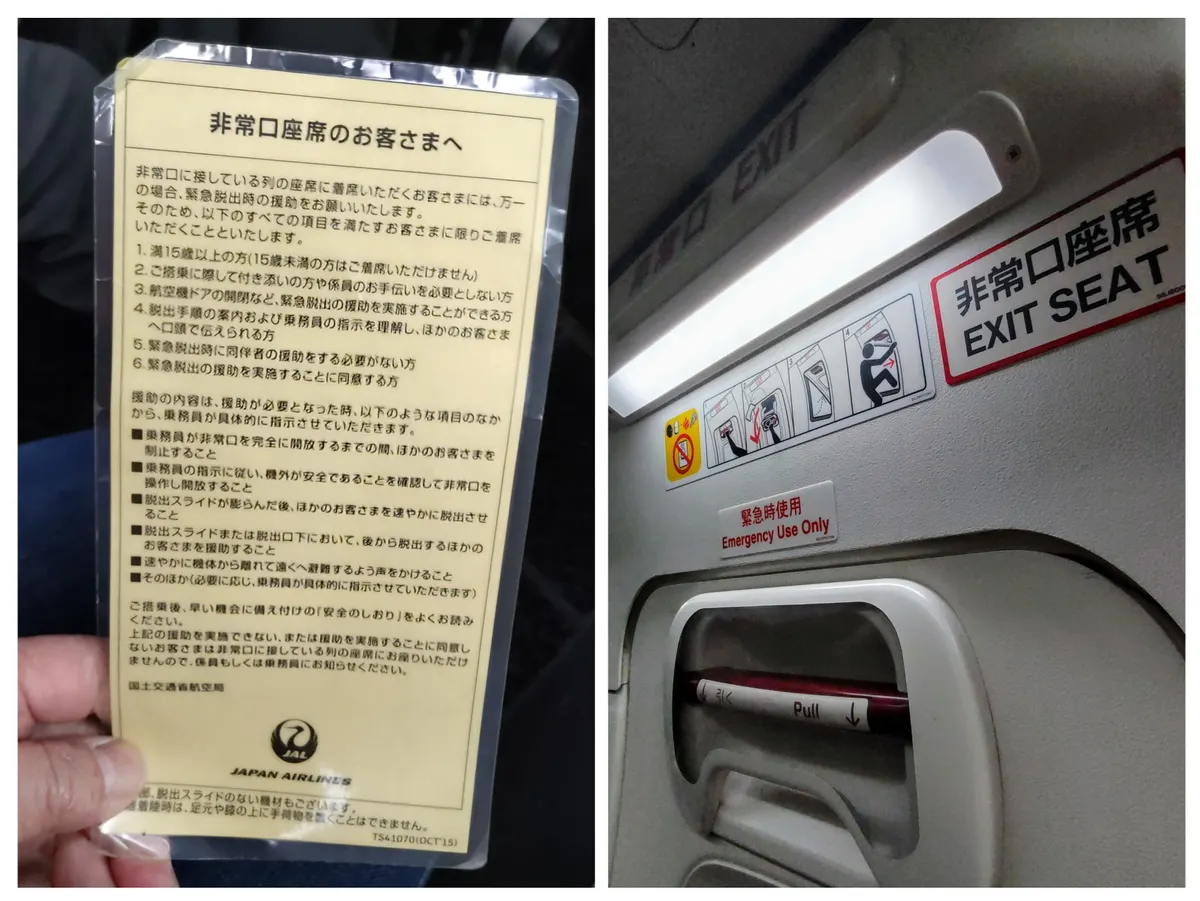 非常口座席のお客さまへ
非常口に接している列の座席に着席いただくお客さまには、万一
の場合、緊急脱出時の援助をお願いいたします。
そのため、以下のすべての項目を満たすお客さまに限りご着席
いただくことといたします。
1. 満15歳以上の方(15歳未満の方はご着席いただけません)
2. ご搭乗に際して付き添いの方や係員のお手伝いを必要としない方
3. 航空機ドアの開閉など、緊急脱出の援助を実施することができる方
4. 脱出手順の案内および乗務員の指示を理解し、ほかのお客さま
へ口頭で伝えられる方
5. 緊急脱出時に同伴者の援助をする必要がない方
6. 緊急脱出の援助を実施することに同意する方
援助の内容は、援助が必要となった時、以下のような項目のなか
から、乗務員が具体的に指示させていただきます。
■乗務員が非常口を完全に開放するまでの間、ほかのお客さまを
制止すること
■乗務員の指示に従い、機外が安全であることを確認して非常口を
操作し開放すること
■脱出スライドが膨らんだ後、ほかのお客さまを速やかに脱出させ
ること
■脱出スライドまたは脱出口下において、後から脱出するほかの
お客さまを援助すること
■速やかに機体から離れて遠くへ避難するよう声をかけること
■そのほか(必要に応じ、乗務員が具体的に指示させていただきます)
ご搭乗後、早い機会に備え付けの「安全のしおり」をよくお読み
ください。
上記の援助を実施できない、または援助を実施することに同意し
ないお客さまは非常口に接している列の座席にお座りいただけ
ませんので、係員もしくは乗務員にお知らせください。
国土交通省航空局
JAL
JAPAN AIRLINES
部、脱出スライドのない機材もございます。
着陸時は、足元や膝の上に手荷物を置くことはできません。
TS41070(OCT'15)
非常口 EXIT
非常口座席
EXIT SEAT
1
2
3
4
緊急時使用
Emergency Use Only
引く
Pull